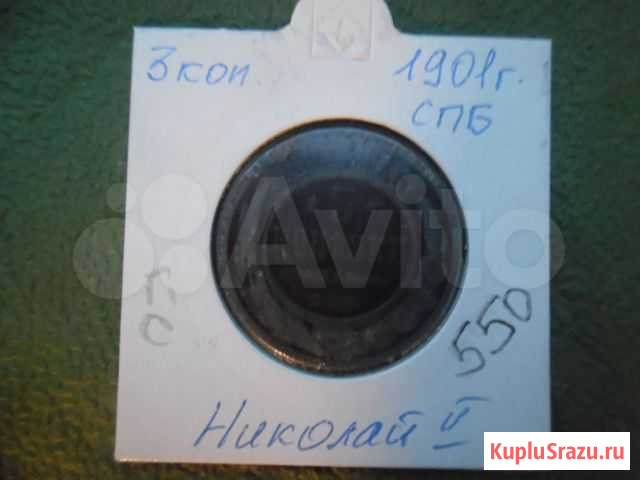 3 коп. 1901г.
СПБ
Avito
550
Николай II
KupluSrazu.ru